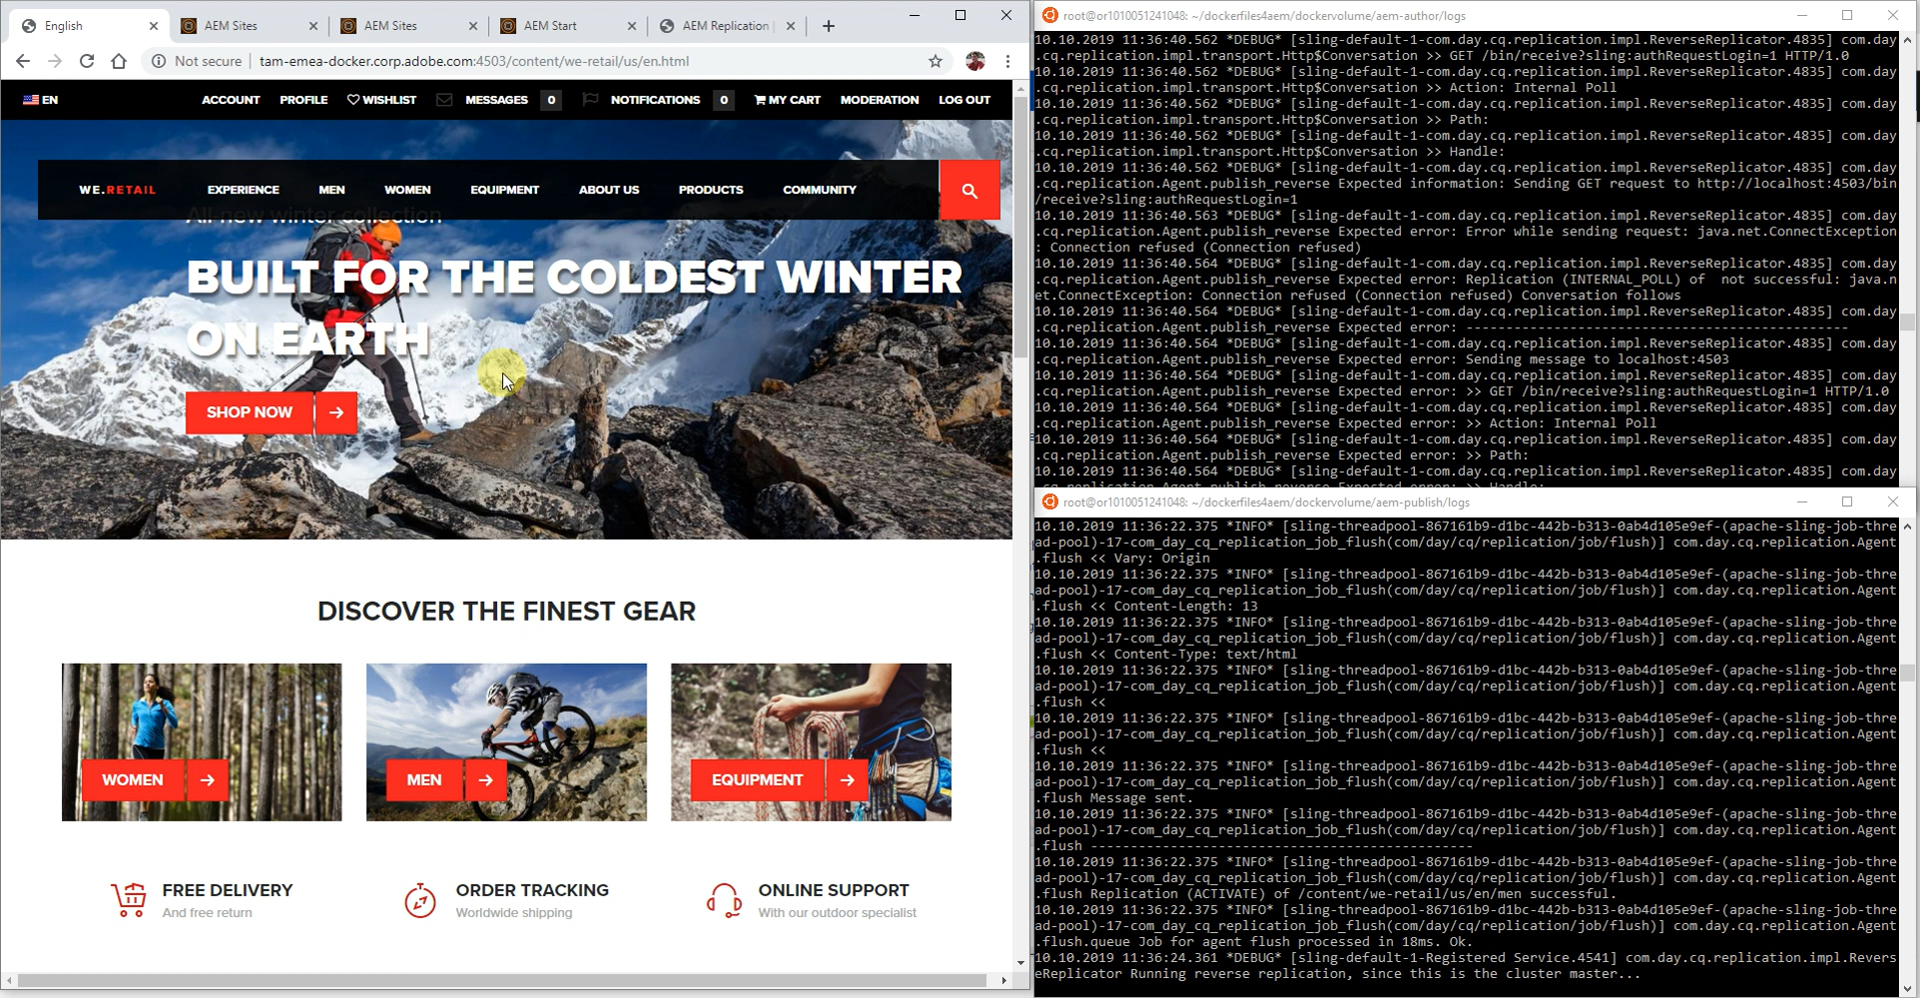 English
AEM Sites
AEM Sites
AEM Start
AEM Replication |
Not secure | tam-emea-docker.corp.adobe.com:4503/content/we-retail/us/en.html
EN
ACCOUNT
PROFILE
WISHLIST
MESSAGES
0
NOTIFICATIONS
0
MY CART
MODERATION
LOG OUT
WE.RETAIL
EXPERIENCE
MEN
WOMEN
EQUIPMENT
ABOUT US
PRODUCTS
COMMUNITY
All-new winter collection
BUILT FOR THE COLDEST WINTER
ON EARTH
SHOP NOW
DISCOVER THE FINEST GEAR
WOMEN
MEN
EQUIPMENT
FREE DELIVERY
And free return
ORDER TRACKING
Worldwide shipping
ONLINE SUPPORT
With our outdoor specialist
root@or1010051241048: ~/dockerfiles4aem/dockervolume/aem-author/logs
10.10.2019 11:36:40.562 *DEBUG* [sling-default-1-com.day.cq.replication.impl.ReverseReplicator.4835] com.day
.cq.replication.impl.transport.Http$Conversation >> GET /bin/receive?sling:authRequestLogin=1 HTTP/1.0
10.10.2019 11:36:40.562 *DEBUG* [sling-default-1-com.day.cq.replication.impl.ReverseReplicator.4835] com.day
.cq.replication.impl.transport.Http$Conversation >> Action: Internal Poll
10.10.2019 11:36:40.562 *DEBUG* [sling-default-1-com.day.cq.replication.impl.ReverseReplicator.4835] com.day
.cq.replication.impl.transport.Http$Conversation >> Path:
10.10.2019 11:36:40.562 *DEBUG* [sling-default-1-com.day.cq.replication.impl.ReverseReplicator.4835] com.day
.cq.replication.impl.transport.Http$Conversation >> Handle:
10.10.2019 11:36:40.562 *DEBUG* [sling-default-1-com.day.cq.replication.impl.ReverseReplicator.4835] com.day
.cq.replication.Agent.publish_reverse Expected information: Sending GET request to http://localhost:4503/bin
/receive?sling:authRequestLogin=1
10.10.2019 11:36:40.563 *DEBUG* [sling-default-1-com.day.cq.replication.impl.ReverseReplicator.4835] com.day
.cq.replication.Agent.publish_reverse Expected error: Error while sending request: java.net.ConnectException
: Connection refused (Connection refused)
10.10.2019 11:36:40.564 *DEBUG* [sling-default-1-com.day.cq.replication.impl.ReverseReplicator.4835] com.day
.cq.replication.Agent.publish_reverse Expected error: Replication (INTERNAL_POLL) of  not successful: java.n
et.ConnectException: Connection refused (Connection refused) Conversation follows
10.10.2019 11:36:40.564 *DEBUG* [sling-default-1-com.day.cq.replication.impl.ReverseReplicator.4835] com.day
.cq.replication.Agent.publish_reverse Expected error: ------------------------------------------------
10.10.2019 11:36:40.564 *DEBUG* [sling-default-1-com.day.cq.replication.impl.ReverseReplicator.4835] com.day
.cq.replication.Agent.publish_reverse Expected error: Sending message to localhost:4503
10.10.2019 11:36:40.564 *DEBUG* [sling-default-1-com.day.cq.replication.impl.ReverseReplicator.4835] com.day
.cq.replication.Agent.publish_reverse Expected error: >> GET /bin/receive?sling:authRequestLogin=1 HTTP/1.0
10.10.2019 11:36:40.564 *DEBUG* [sling-default-1-com.day.cq.replication.impl.ReverseReplicator.4835] com.day
.cq.replication.Agent.publish_reverse Expected error: >> Action: Internal Poll
10.10.2019 11:36:40.564 *DEBUG* [sling-default-1-com.day.cq.replication.impl.ReverseReplicator.4835] com.day
.cq.replication.Agent.publish_reverse Expected error: >> Path:
10.10.2019 11:36:40.564 *DEBUG* [sling-default-1-com.day.cq.replication.impl.ReverseReplicator.4835] com.day
.cq.replication.Agent.publish_reverse Expected error: >> Handle:
root@or1010051241048: ~/dockerfiles4aem/dockervolume/aem-publish/logs
10.10.2019 11:36:22.375 *INFO* [sling-threadpool-867161b9-d1bc-442b-b313-0ab4d105e9ef-(apache-sling-job-thre
ad-pool)-17-com_day_cq_replication_job_flush(com/day/cq/replication/job/flush)] com.day.cq.replication.Agent
.flush << Vary: Origin
10.10.2019 11:36:22.375 *INFO* [sling-threadpool-867161b9-d1bc-442b-b313-0ab4d105e9ef-(apache-sling-job-thre
ad-pool)-17-com_day_cq_replication_job_flush(com/day/cq/replication/job/flush)] com.day.cq.replication.Agent
.flush << Content-Length: 13
10.10.2019 11:36:22.375 *INFO* [sling-threadpool-867161b9-d1bc-442b-b313-0ab4d105e9ef-(apache-sling-job-thre
ad-pool)-17-com_day_cq_replication_job_flush(com/day/cq/replication/job/flush)] com.day.cq.replication.Agent
.flush << Content-Type: text/html
10.10.2019 11:36:22.375 *INFO* [sling-threadpool-867161b9-d1bc-442b-b313-0ab4d105e9ef-(apache-sling-job-thre
ad-pool)-17-com_day_cq_replication_job_flush(com/day/cq/replication/job/flush)] com.day.cq.replication.Agent
.flush <<
10.10.2019 11:36:22.375 *INFO* [sling-threadpool-867161b9-d1bc-442b-b313-0ab4d105e9ef-(apache-sling-job-thre
ad-pool)-17-com_day_cq_replication_job_flush(com/day/cq/replication/job/flush)] com.day.cq.replication.Agent
.flush <<
10.10.2019 11:36:22.375 *INFO* [sling-threadpool-867161b9-d1bc-442b-b313-0ab4d105e9ef-(apache-sling-job-thre
ad-pool)-17-com_day_cq_replication_job_flush(com/day/cq/replication/job/flush)] com.day.cq.replication.Agent
.flush Message sent.
10.10.2019 11:36:22.375 *INFO* [sling-threadpool-867161b9-d1bc-442b-b313-0ab4d105e9ef-(apache-sling-job-thre
ad-pool)-17-com_day_cq_replication_job_flush(com/day/cq/replication/job/flush)] com.day.cq.replication.Agent
.flush ------------------------------------------------
10.10.2019 11:36:22.375 *INFO* [sling-threadpool-867161b9-d1bc-442b-b313-0ab4d105e9ef-(apache-sling-job-thre
ad-pool)-17-com_day_cq_replication_job_flush(com/day/cq/replication/job/flush)] com.day.cq.replication.Agent
.flush Replication (ACTIVATE) of /content/we-retail/us/en/men successful.
10.10.2019 11:36:22.375 *INFO* [sling-threadpool-867161b9-d1bc-442b-b313-0ab4d105e9ef-(apache-sling-job-thre
ad-pool)-17-com_day_cq_replication_job_flush(com/day/cq/replication/job/flush)] com.day.cq.replication.Agent
.flush.queue Job for agent flush processed in 18ms. Ok.
10.10.2019 11:36:24.361 *DEBUG* [sling-default-1-Registered Service.4541] com.day.cq.replication.impl.Revers
eReplicator Running reverse replication, since this is the cluster master...